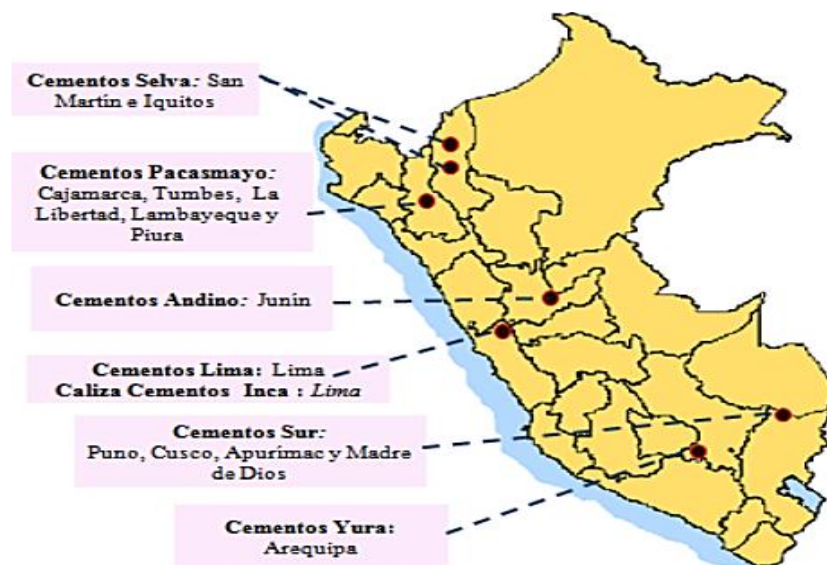 Cementos Selva: San
Martín e Iquitos
Cementos Pacasmayo:
Cajamarca, Tumbes, La
Libertad, Lambayeque y
Piura
Cementos Andino: Junín
Cementos Lima: Lima
Caliza Cementos Inca : Lima
Cementos Sur:
Puno, Cusco, Apurímac y Madre
de Dios
Cementos Yura:
Arequipa